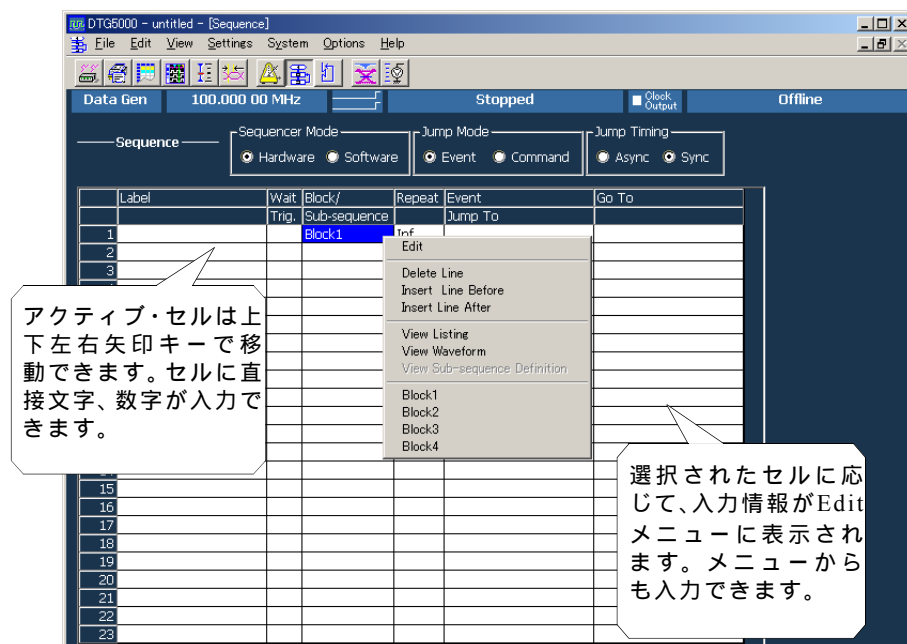 DTG5000 - untitled - [Sequence]
File Edit View Settings System Options Help
Data Gen 100.000 00 MHz Stopped Clock Output Offline
Sequence
Sequencer Mode
Hardware Software
Jump Mode
Event Command
Jump Timing
Async Sync
Label Wait Block/ Repeat Event Go To
Trig. Sub-sequence Jump To
1 Block1 Inf
2
3
Edit
Delete Line
Insert Line Before
Insert Line After
View Listing
View Waveform
View Sub-sequence Definition
Block1
Block2
Block3
Block4
アクティブ・セルは上
下左右矢印キーで移
動できます。セルに直
接文字、数字が入力で
きます。
選択されたセルに応
じて、入力情報がEdit
メニューに表示され
ます。メニューから
も入力できます。
15
16
17
18
19
20
21
22
23